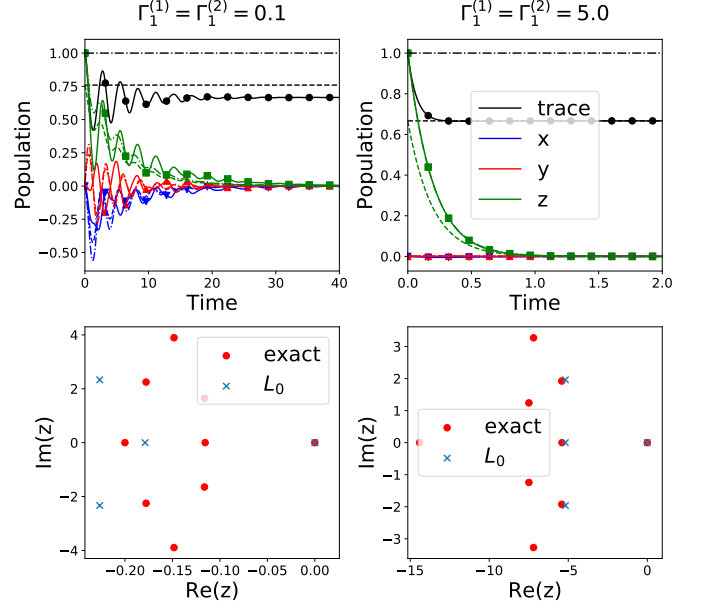 Γ₁⁽¹⁾ = Γ₁⁽²⁾ = 0.1
Γ₁⁽¹⁾ = Γ₁⁽²⁾ = 5.0
Population
1.00
0.75
0.50
0.25
0.00
−0.25
−0.50
0 10 20 30 40
Time
Population
1.0
0.8
0.6
0.4
0.2
0.0
0.0 0.5 1.0 1.5 2.0
Time
trace
x
y
z
Im(z)
4
2
0
−2
−4
−0.20 −0.15 −0.10 −0.05 0.00
Re(z)
exact
L₀
Im(z)
3
2
1
0
−1
−2
−3
−15 −10 −5 0
Re(z)
exact
L₀